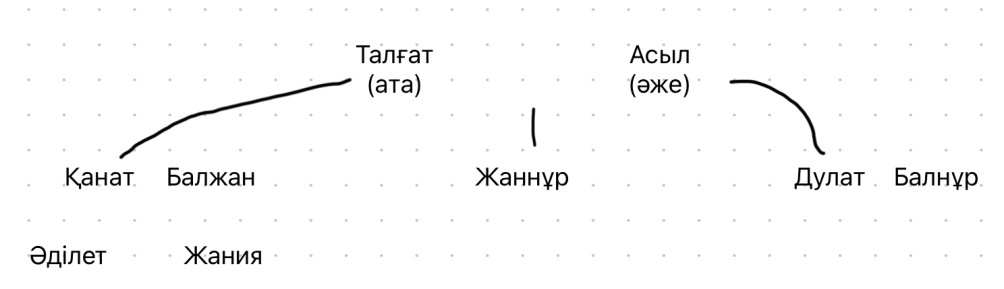 Талғат Асыл
(ата) (әже)
Қанат Балжан Жаннұр Дулат Балнұр
Әділет Жания